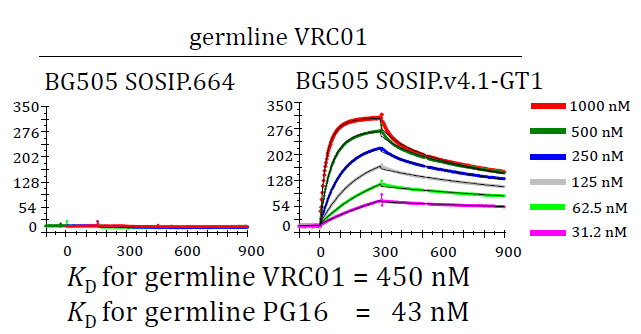 germline VRC01
BG505 SOSIP.664
BG505 SOSIP.v4.1-GT1
350
276
202
128
54
0
0
300
600
900
350
276
202
128
54
0
0
300
600
900
1000 nM
500 nM
250 nM
125 nM
62.5 nM
31.2 nM
KD for germline VRC01 = 450 nM
KD for germline PG16 = 43 nM